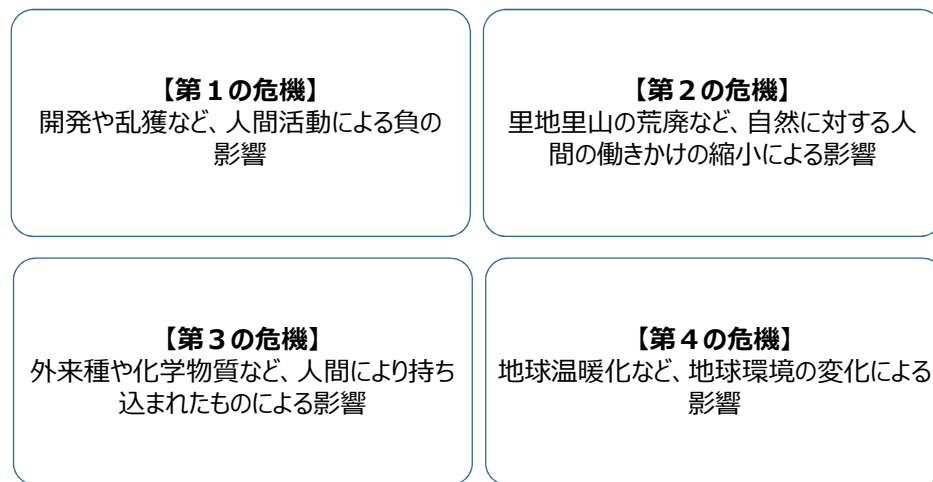 【第１の危機】
開発や乱獲など、人間活動による負の
影響
【第２の危機】
里地里山の荒廃など、自然に対する人
間の働きかけの縮小による影響
【第３の危機】
外来種や化学物質など、人間により持ち
込まれたものによる影響
【第４の危機】
地球温暖化など、地球環境の変化による
影響